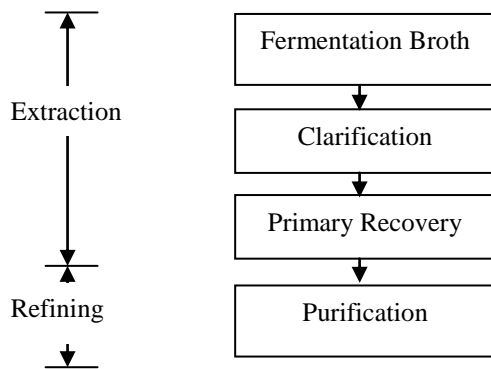 Fermentation Broth
Extraction
Clarification
Primary Recovery
Refining
Purification